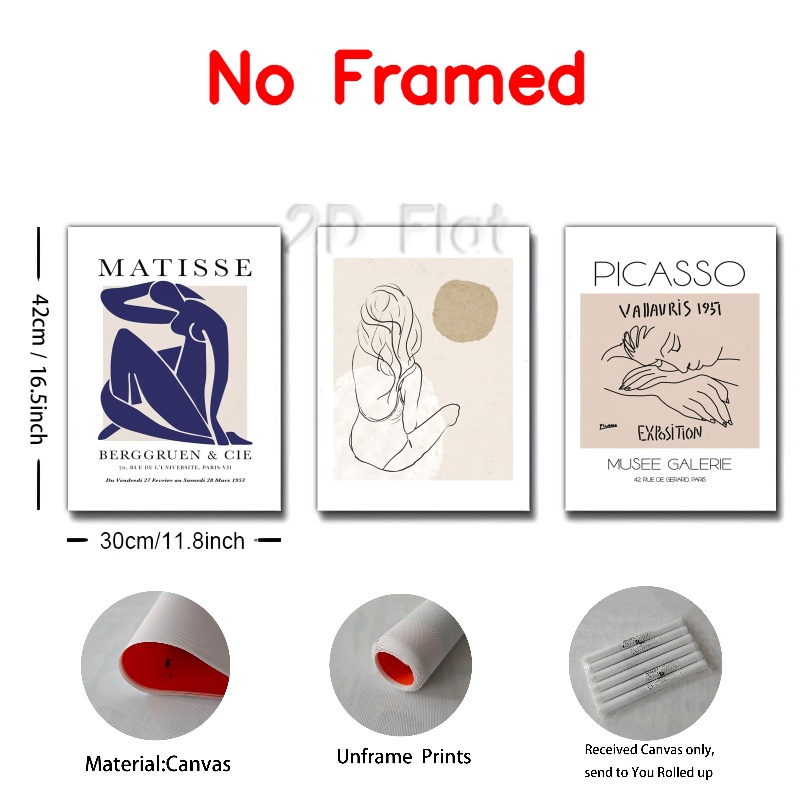 No Framed
2D Flat
MATISSE
BERGGRUEN & CIE
70, RUE DE L'UNIVERSITE, PARIS-VII
Du Vendredi 27 Fevrier au Samedi 28 Mars 1953
PICASSO
VAllAURIS 1951
Picasso
EXPOSITION
MUSEE GALERIE
42, RUE DE GERARD, PARIS
42cm / 16.5inch
30cm/11.8inch
Material:Canvas
Unframe Prints
Received Canvas only,
send to You Rolled up